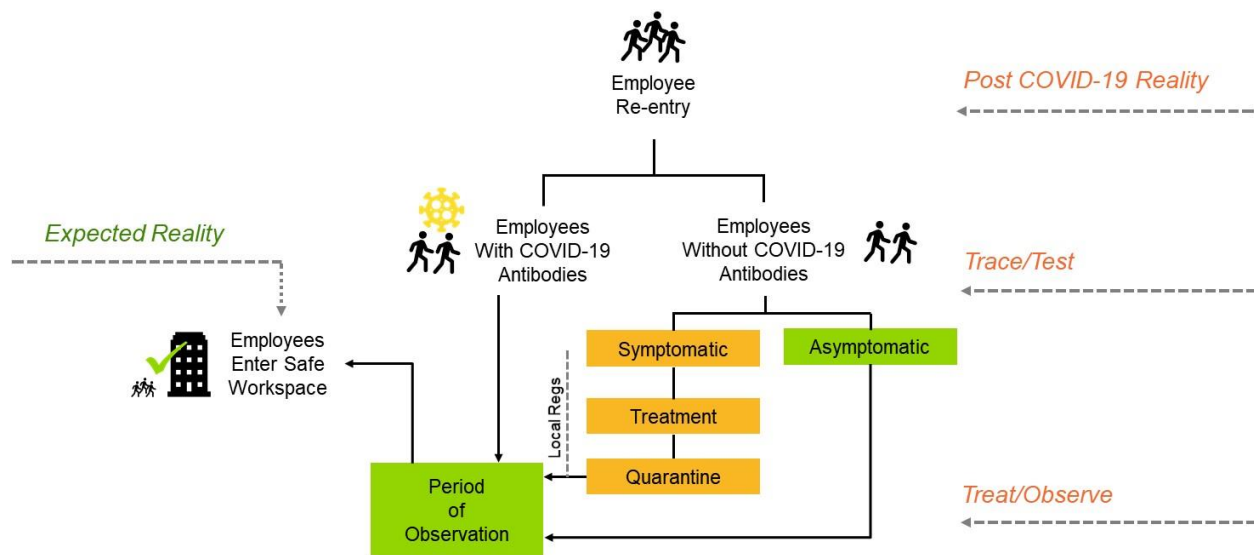 Employee
Re-entry
Post COVID-19 Reality
Expected Reality
Employees
With COVID-19
Antibodies
Employees
Without COVID-19
Antibodies
Trace/Test
Employees
Enter Safe
Workspace
Symptomatic
Asymptomatic
Local Regs
Treatment
Quarantine
Period
of
Observation
Treat/Observe